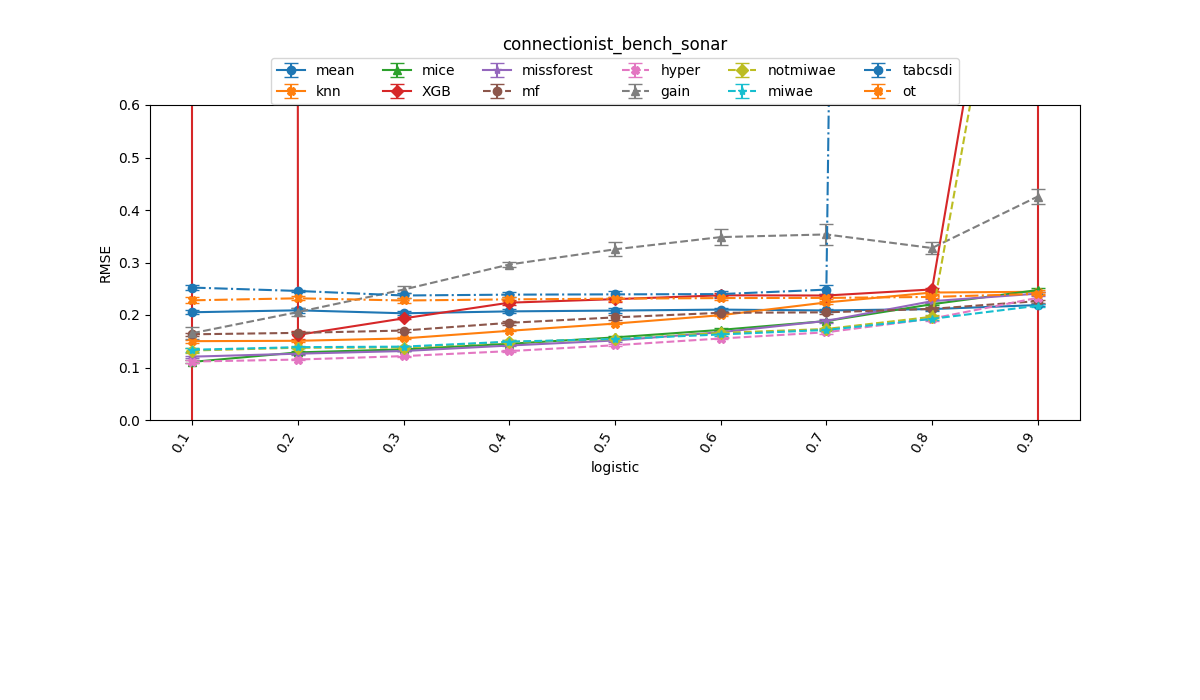 connectionist_bench_sonar
mean mice missforest hyper notmiwae tabcsdi
knn XGB mf gain miwae ot
0.6
0.5
0.4
0.3
0.2
0.1
0.0
RMSE
0.1 0.2 0.3 0.4 0.5 0.6 0.7 0.8 0.9
logistic